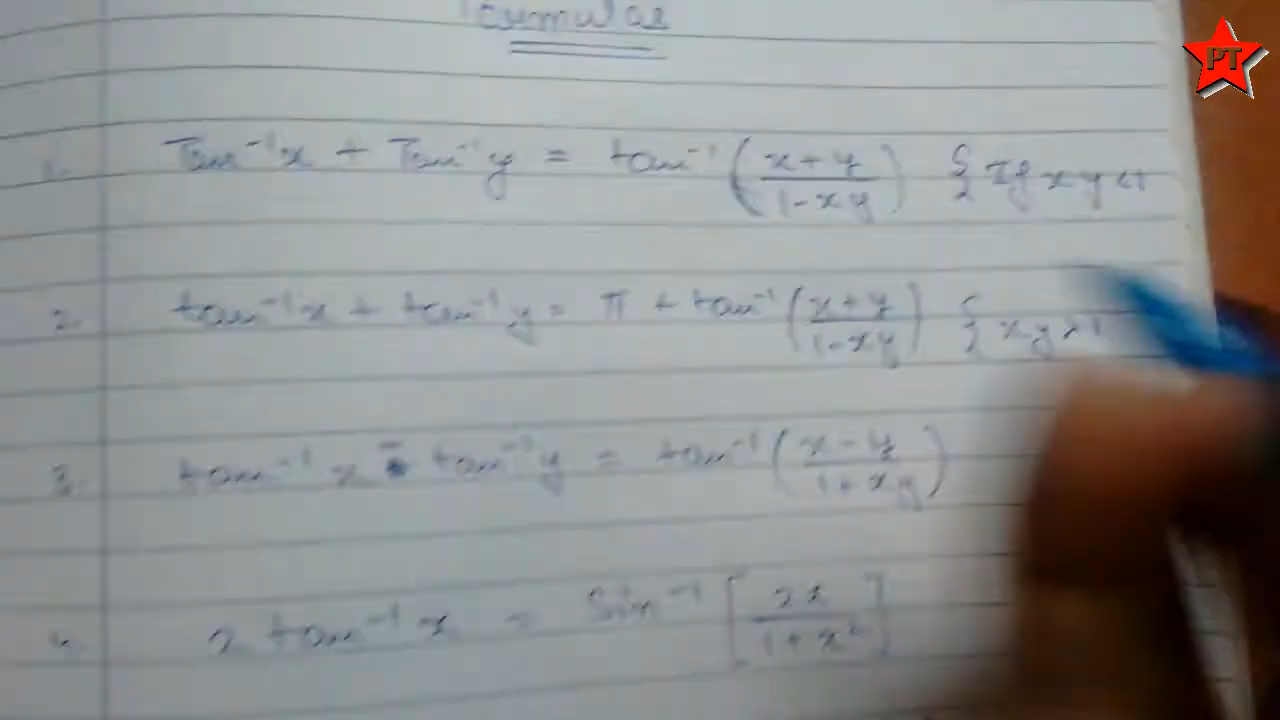 PT
1. Tan⁻¹x + Tan⁻¹y = tan⁻¹ (x+y / 1-xy) { If xy<1
2. tan⁻¹x + tan⁻¹y = π + tan⁻¹ (x+y / 1-xy) { xy>1
3. tan⁻¹x - tan⁻¹y = tan⁻¹ (x-y / 1+xy)
4. 2 tan⁻¹x = Sin⁻¹ [2x / 1+x²]